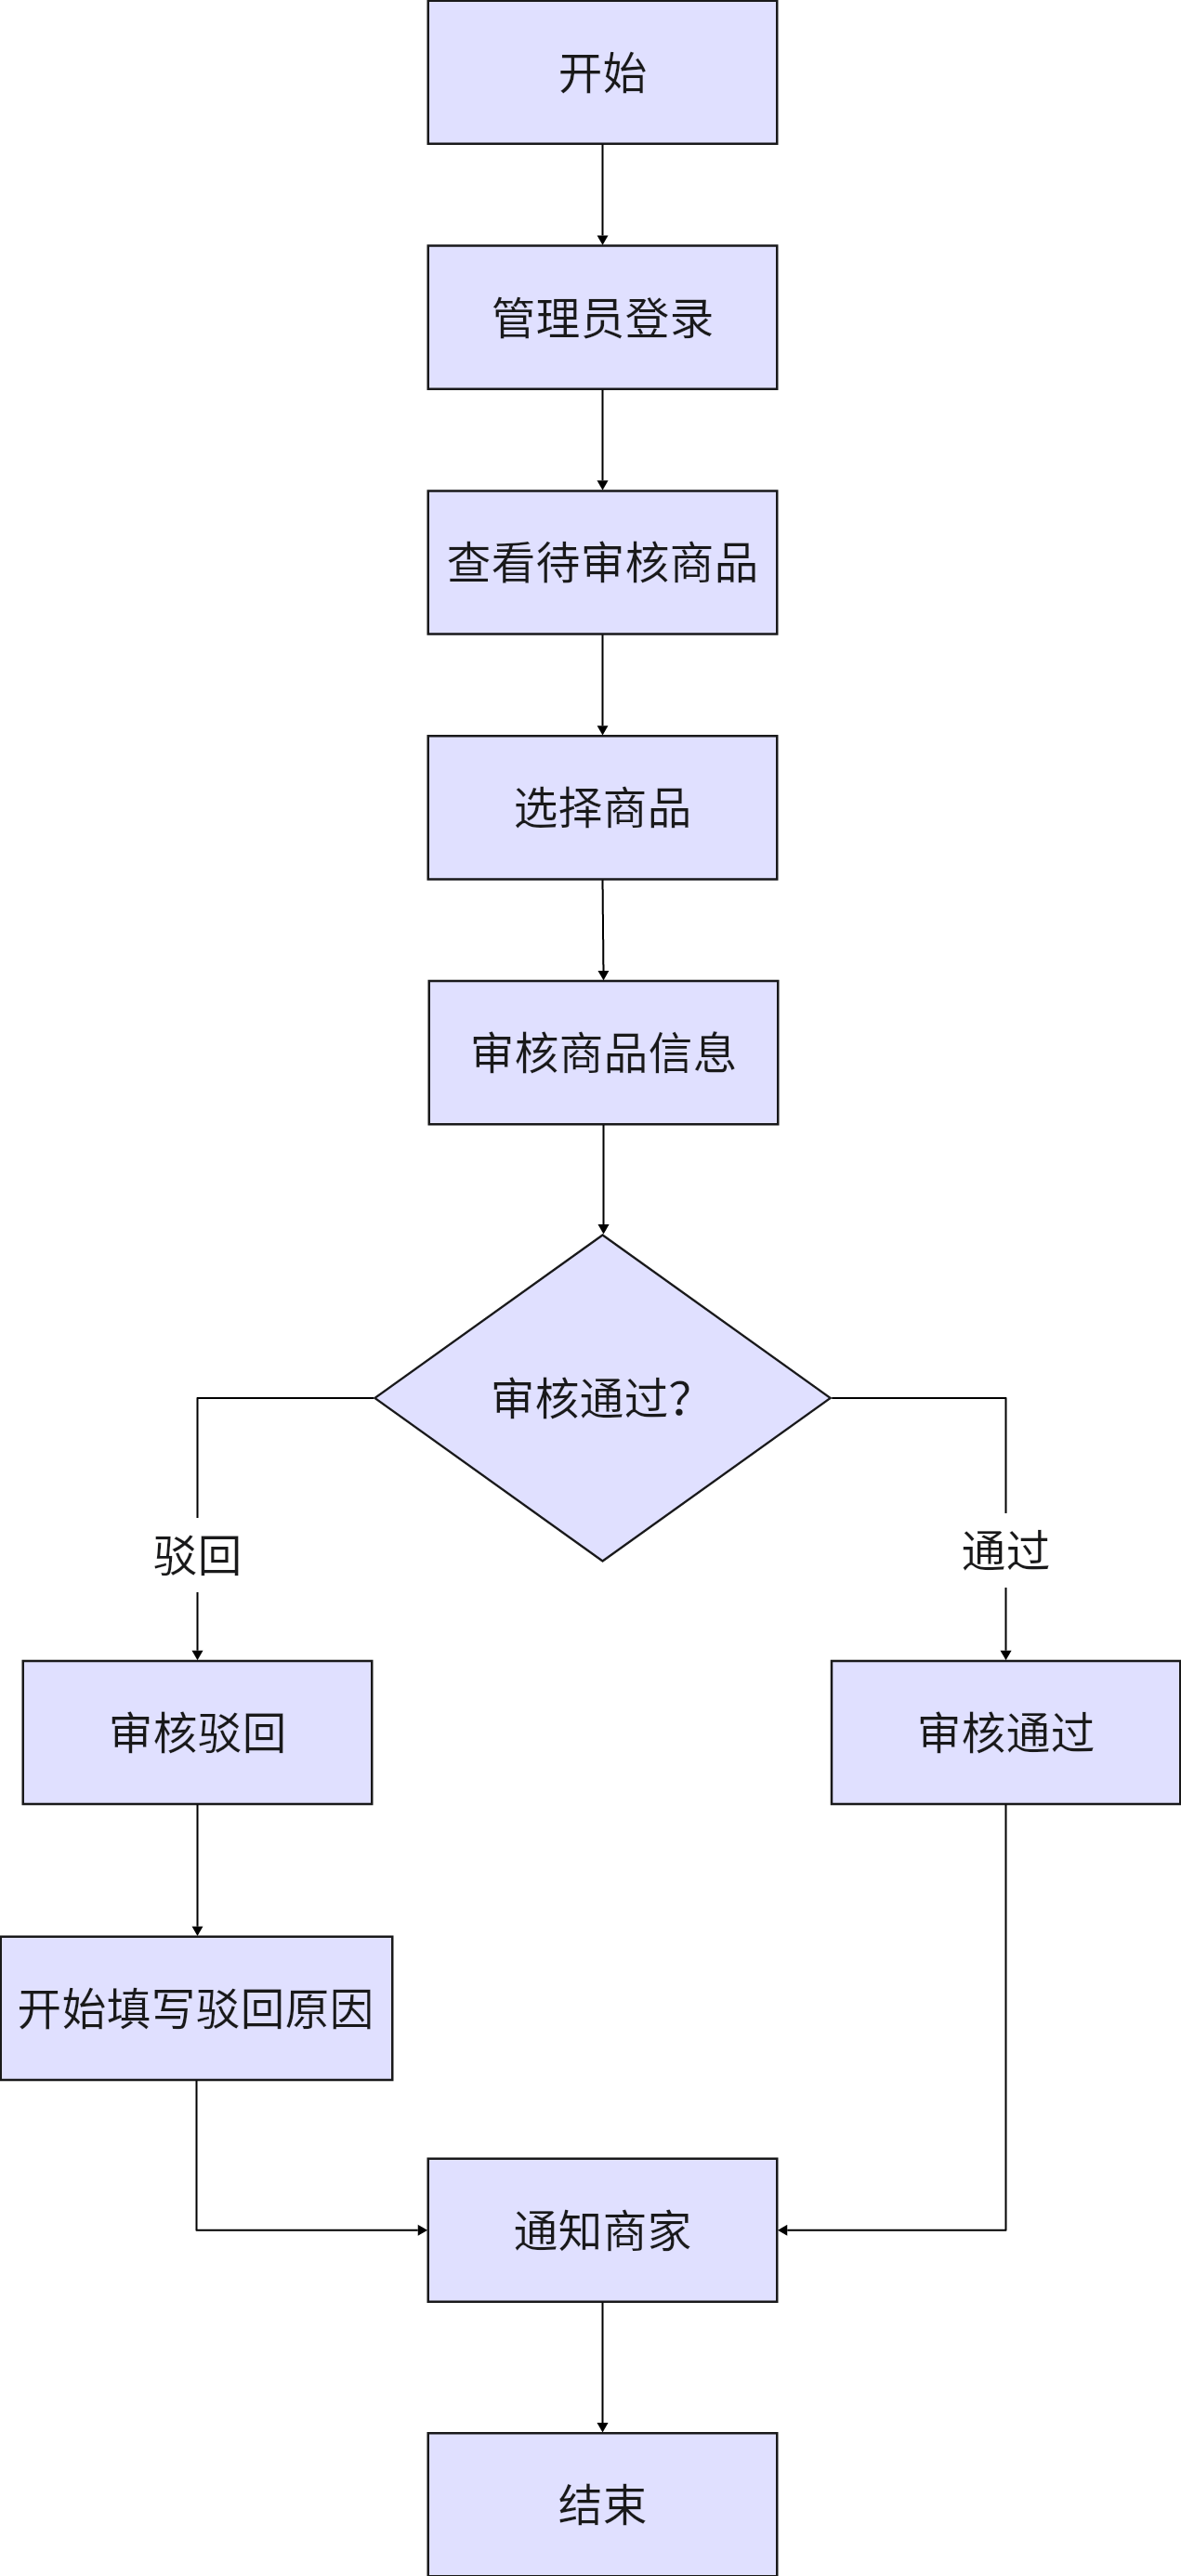 开始
管理员登录
查看待审核商品
选择商品
审核商品信息
审核通过？
驳回
通过
审核驳回
审核通过
开始填写驳回原因
通知商家
结束